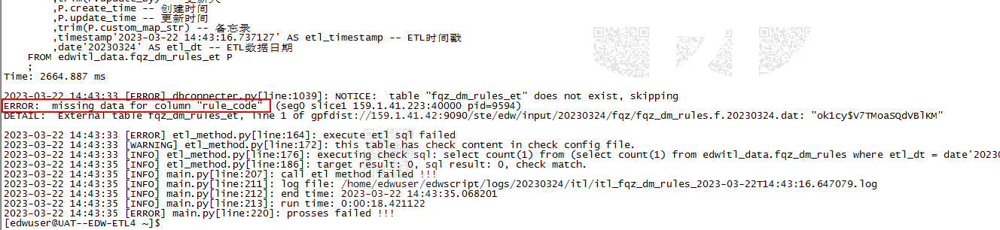 ,P.create_time -- 创建时间
,P.update_time -- 更新时间
,trim(P.custom_map_str) -- 备忘录
,timestamp'2023-03-22 14:43:16.737127' AS etl_timestamp -- ETL时间戳
,date'20230324' AS etl_dt -- ETL数据日期
FROM edwitl_data.fqz_dm_rules_et P
;
Time: 2664.887 ms
2023-03-22 14:43:33 [ERROR] dbconnecter.py[line:1039]: NOTICE:  table "fqz_dm_rules_et" does not exist, skipping
ERROR:  missing data for column "rule_code"  (seg0 slice1 159.1.41.223:40000 pid=9594)
DETAIL:  External table fqz_dm_rules_et, line 1 of gpfdist://159.1.41.42:9090/ste/edw/input/20230324/fqz/fqz_dm_rules.f.20230324.dat: "ok1cy$V7TMoaSQdVBlKM"
2023-03-22 14:43:33 [ERROR] etl_method.py[line:164]: execute etl sql failed
2023-03-22 14:43:33 [WARNING] etl_method.py[line:172]: this table has check content in check config file.
2023-03-22 14:43:33 [INFO] etl_method.py[line:176]: executing check sql: select count(1) from (select count(1) from edwitl_data.fqz_dm_rules where etl_dt = date'2023
2023-03-22 14:43:35 [INFO] etl_method.py[line:186]: target result: 0, sql result: 0, check match.
2023-03-22 14:43:35 [INFO] main.py[line:207]: call etl method failed !!!
2023-03-22 14:43:35 [INFO] main.py[line:211]: log file: /home/edwuser/edwscript/logs/20230324/itl/itl_fqz_dm_rules_2023-03-22T14:43:16.647079.log
2023-03-22 14:43:35 [INFO] main.py[line:212]: end time: 2023-03-22 14:43:35.068201
2023-03-22 14:43:35 [INFO] main.py[line:213]: run time: 0:00:18.421122
2023-03-22 14:43:35 [ERROR] main.py[line:220]: prosses failed !!!
[edwuser@UAT--EDW-ETL4 ~]$